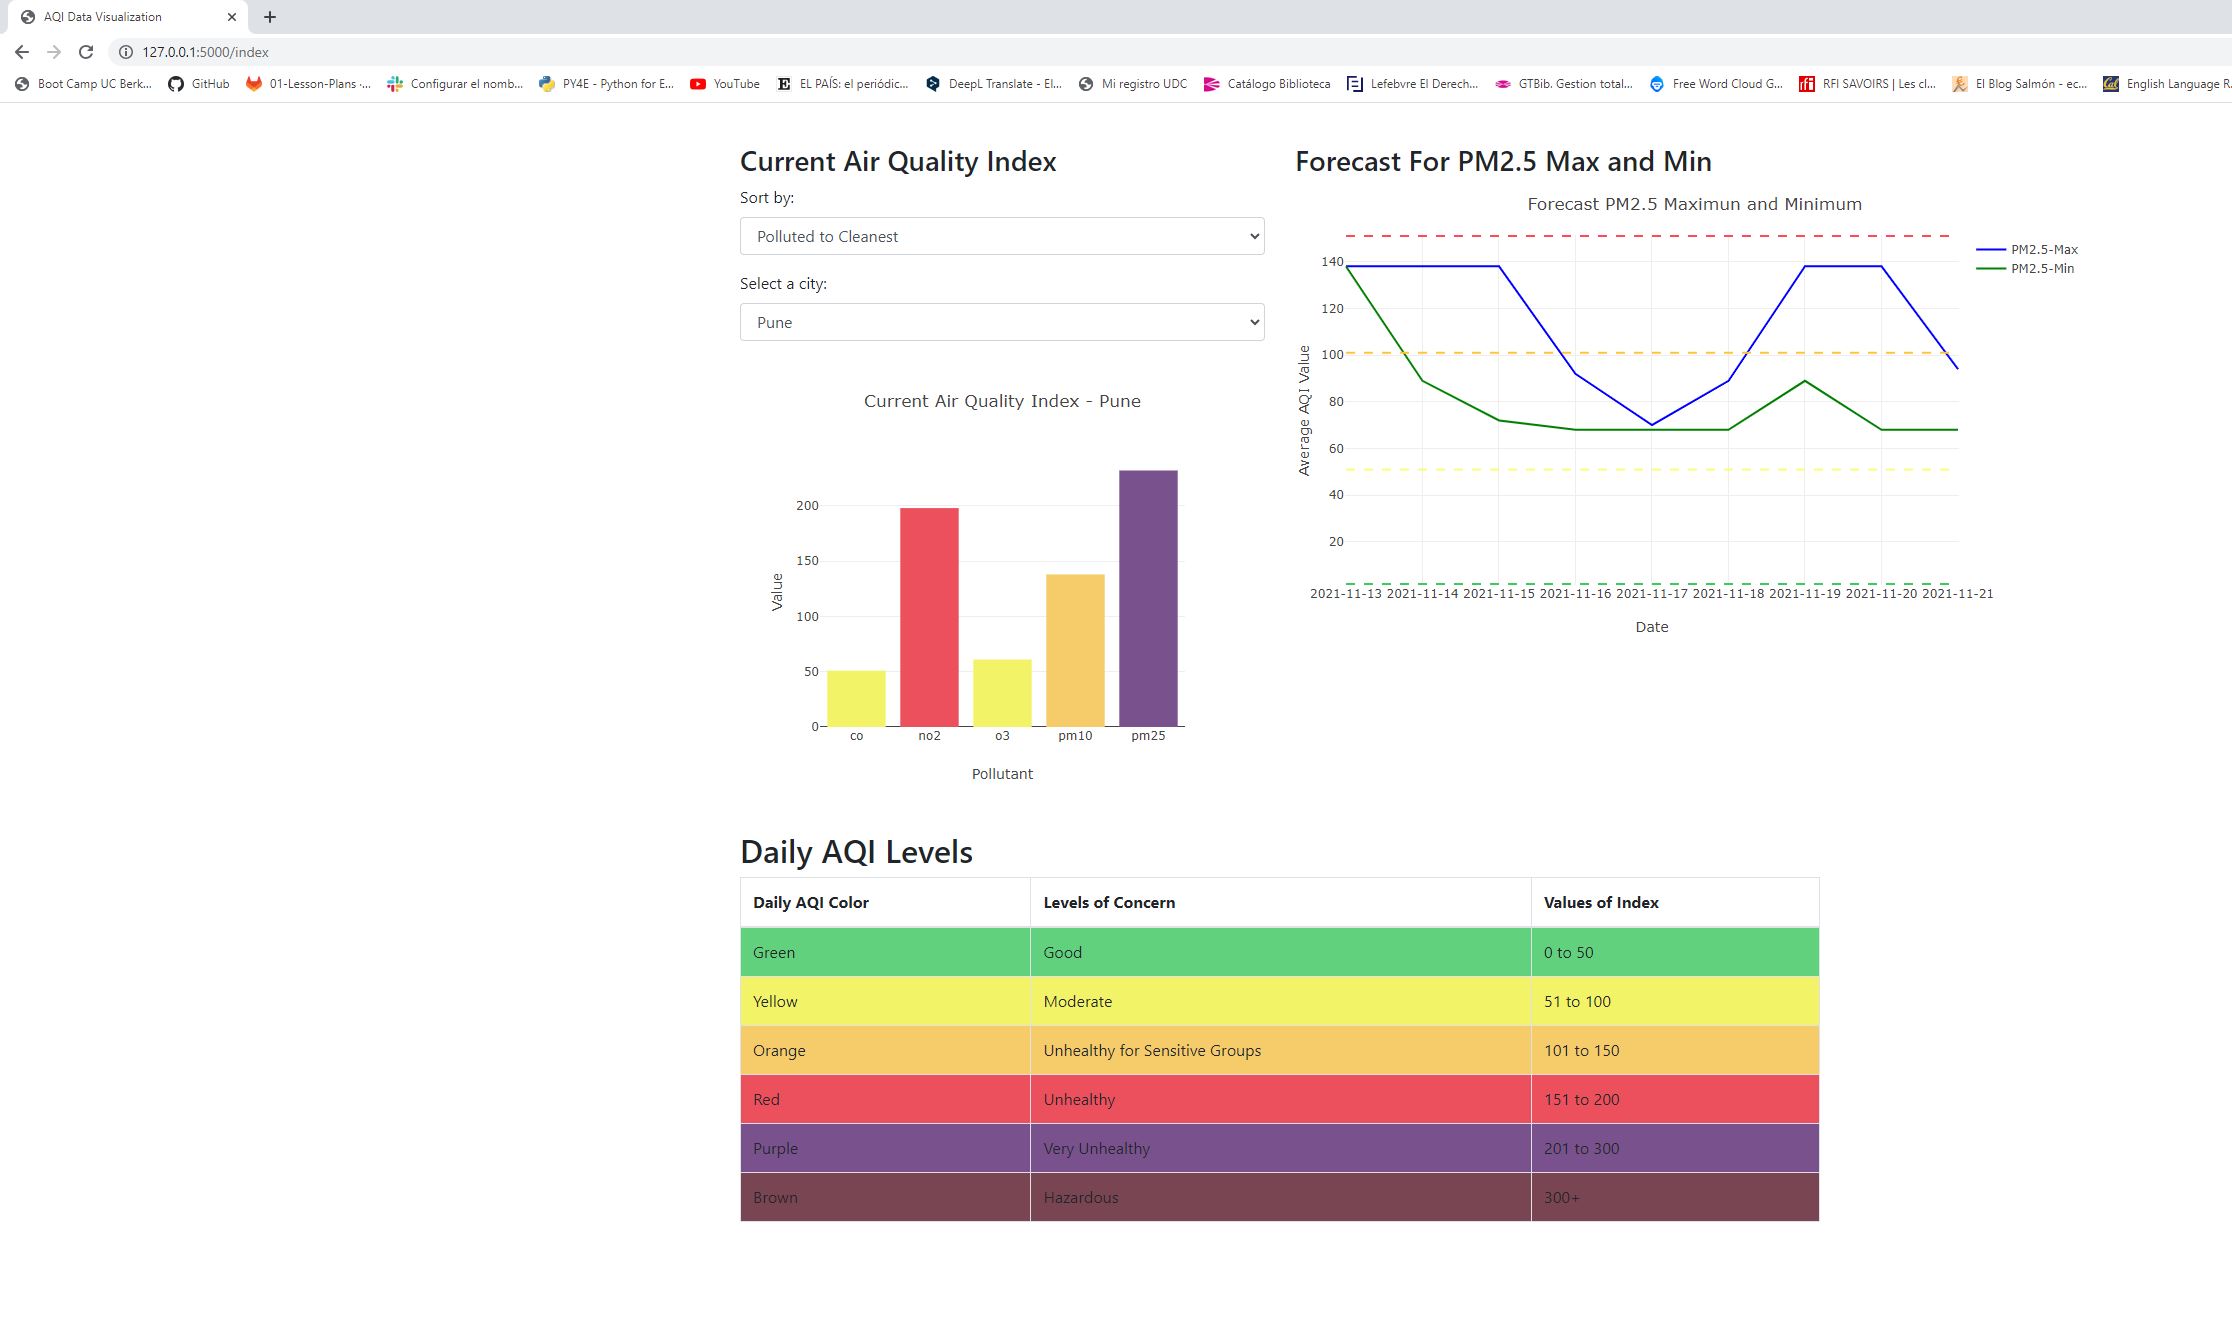 AQI Data Visualization
127.0.0.1:5000/index
Boot Camp UC Berk... GitHub 01-Lesson-Plans ·... Configurar el nomb... PY4E - Python for E... YouTube EL PAÍS: el periódic... DeepL Translate - El... Mi registro UDC Catálogo Biblioteca Lefebvre El Derech... GTBib. Gestion total... Free Word Cloud G... RFI SAVOIRS | Les cl... El Blog Salmón - ec... English Language R.
Current Air Quality Index
Sort by:
Polluted to Cleanest
Select a city:
Pune
Current Air Quality Index - Pune
Value
200
150
100
50
0
co no2 o3 pm10 pm25
Pollutant
Forecast For PM2.5 Max and Min
Forecast PM2.5 Maximun and Minimum
PM2.5-Max
PM2.5-Min
Average AQI Value
140
120
100
80
60
40
20
2021-11-13 2021-11-14 2021-11-15 2021-11-16 2021-11-17 2021-11-18 2021-11-19 2021-11-20 2021-11-21
Date
Daily AQI Levels
Daily AQI Color Levels of Concern Values of Index
Green Good 0 to 50
Yellow Moderate 51 to 100
Orange Unhealthy for Sensitive Groups 101 to 150
Red Unhealthy 151 to 200
Purple Very Unhealthy 201 to 300
Brown Hazardous 300+